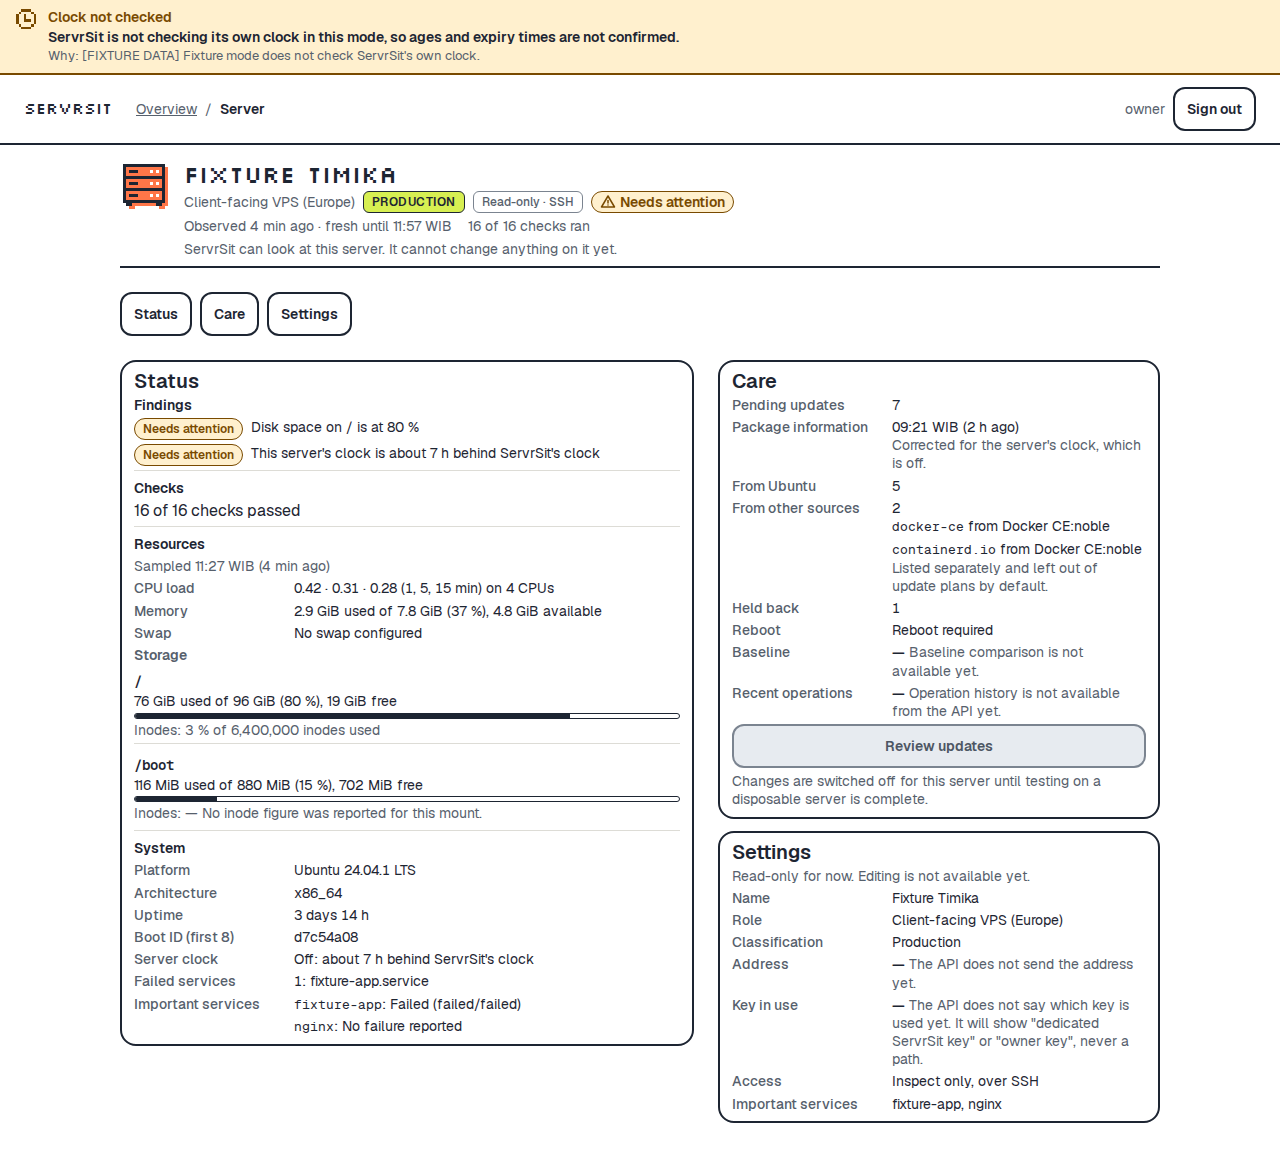 Clock not checked
ServrSit is not checking its own clock in this mode, so ages and expiry times are not confirmed.
Why: [FIXTURE DATA] Fixture mode does not check ServrSit's own clock.
SERVRSIT
Overview / Server
owner
Sign out
FIXTURE TIMIKA
Client-facing VPS (Europe) PRODUCTION Read-only · SSH Needs attention
Observed 4 min ago · fresh until 11:57 WIB 16 of 16 checks ran
ServrSit can look at this server. It cannot change anything on it yet.
Status Care Settings
Status
Findings
Needs attention Disk space on / is at 80 %
Needs attention This server's clock is about 7 h behind ServrSit's clock
Checks
16 of 16 checks passed
Resources
Sampled 11:27 WIB (4 min ago)
CPU load 0.42 · 0.31 · 0.28 (1, 5, 15 min) on 4 CPUs
Memory 2.9 GiB used of 7.8 GiB (37 %), 4.8 GiB available
Swap No swap configured
Storage
/
76 GiB used of 96 GiB (80 %), 19 GiB free
Inodes: 3 % of 6,400,000 inodes used
/boot
116 MiB used of 880 MiB (15 %), 702 MiB free
Inodes: — No inode figure was reported for this mount.
System
Platform Ubuntu 24.04.1 LTS
Architecture x86_64
Uptime 3 days 14 h
Boot ID (first 8) d7c54a08
Server clock Off: about 7 h behind ServrSit's clock
Failed services 1: fixture-app.service
Important services fixture-app: Failed (failed/failed)
nginx: No failure reported
Care
Pending updates 7
Package information 09:21 WIB (2 h ago)
Corrected for the server's clock, which
is off.
From Ubuntu 5
From other sources 2
docker-ce from Docker CE:noble
containerd.io from Docker CE:noble
Listed separately and left out of
update plans by default.
Held back 1
Reboot Reboot required
Baseline — Baseline comparison is not
available yet.
Recent operations — Operation history is not available
from the API yet.
Review updates
Changes are switched off for this server until testing on a
disposable server is complete.
Settings
Read-only for now. Editing is not available yet.
Name Fixture Timika
Role Client-facing VPS (Europe)
Classification Production
Address — The API does not send the address
yet.
Key in use — The API does not say which key is
used yet. It will show "dedicated
ServrSit key" or "owner key", never a
path.
Access Inspect only, over SSH
Important services fixture-app, nginx